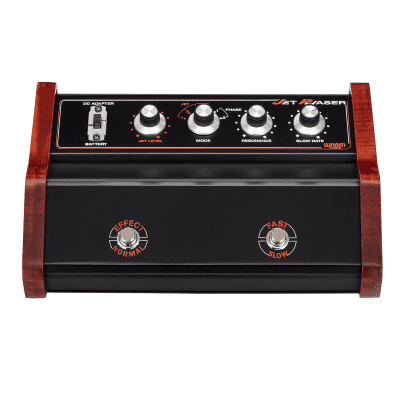 JET PHASER
DC ADAPTER
BATTERY
JET
PHASE
JET LEVEL
MODE
RESONANCE
SLOW RATE
WARM
AUDIO
EFFECT
NORMAL
FAST
SLOW